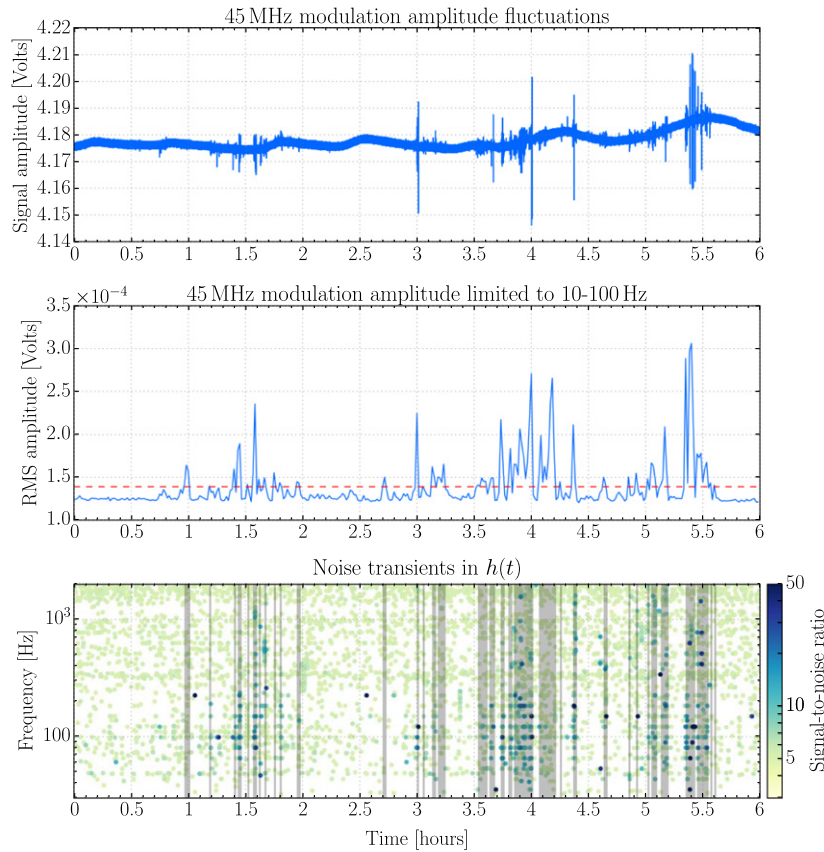 45 MHz modulation amplitude fluctuations
Signal amplitude [Volts]
4.22
4.21
4.20
4.19
4.18
4.17
4.16
4.15
4.14
0 0.5 1 1.5 2 2.5 3 3.5 4 4.5 5 5.5 6
×10⁻⁴
45 MHz modulation amplitude limited to 10-100 Hz
RMS amplitude [Volts]
3.5
3.0
2.5
2.0
1.5
1.0
0 0.5 1 1.5 2 2.5 3 3.5 4 4.5 5 5.5 6
Noise transients in h(t)
Frequency [Hz]
10³
100
0 0.5 1 1.5 2 2.5 3 3.5 4 4.5 5 5.5 6
Time [hours]
50
10
5
Signal-to-noise ratio